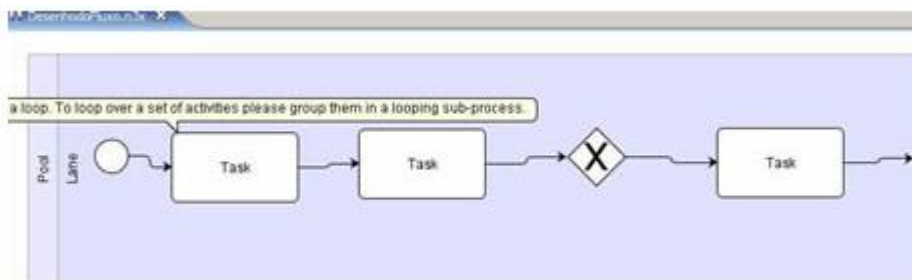 a loop. To loop over a set of activities please group them in a looping sub-process.
Pool
Lane
Task
Task
X
Task